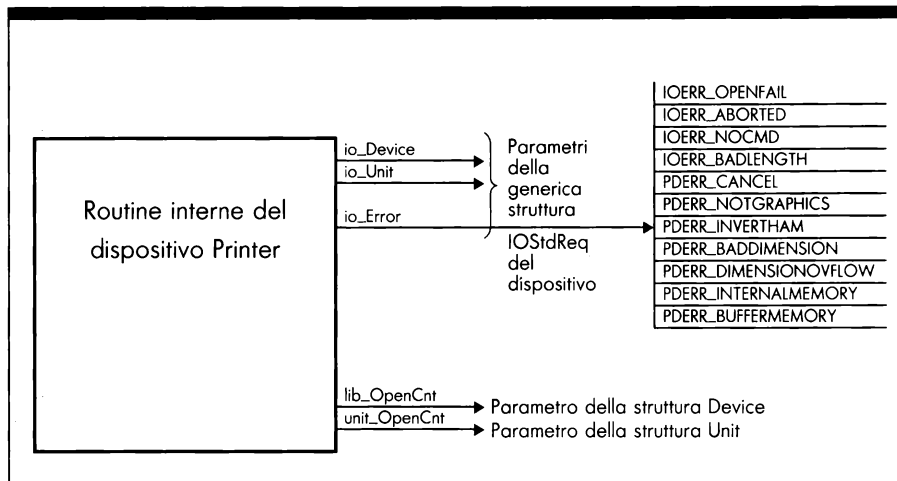 Routine interne del
dispositivo Printer
io_Device
io_Unit
io_Error
Parametri
della
generica
struttura
IOStdReq
del
dispositivo
IOERR_OPENFAIL
IOERR_ABORTED
IOERR_NOCMD
IOERR_BADLENGTH
PDERR_CANCEL
PDERR_NOTGRAPHICS
PDERR_INVERTHAM
PDERR_BADDIMENSION
PDERR_DIMENSIONOVFLOW
PDERR_INTERNALMEMORY
PDERR_BUFFERMEMORY
lib_OpenCnt
Parametro della struttura Device
unit_OpenCnt
Parametro della struttura Unit